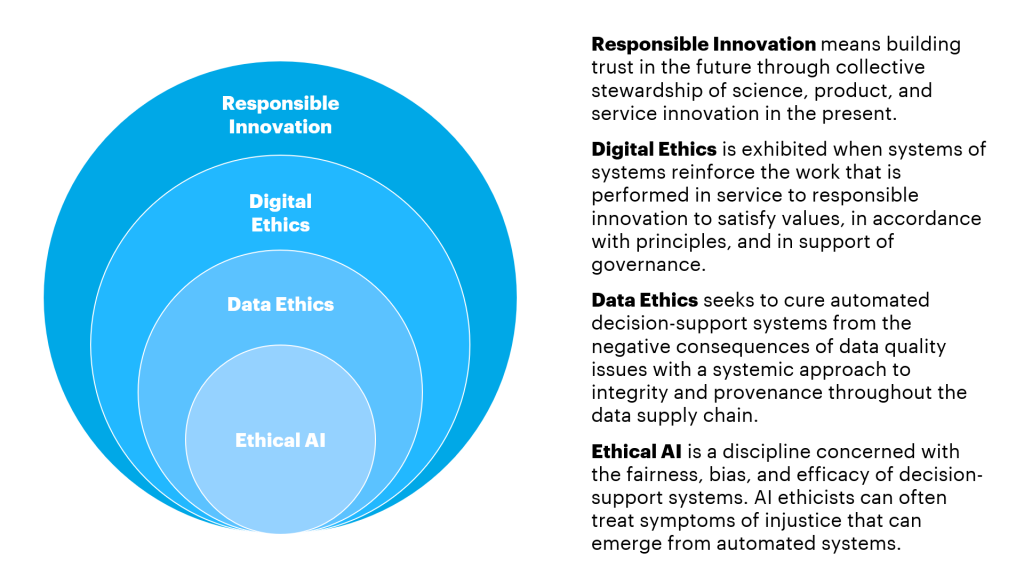 Responsible
Innovation
Digital
Ethics
Data Ethics
Ethical AI
Responsible Innovation means building
trust in the future through collective
stewardship of science, product, and
service innovation in the present.
Digital Ethics is exhibited when systems of
systems reinforce the work that is
performed in service to responsible
innovation to satisfy values, in accordance
with principles, and in support of
governance.
Data Ethics seeks to cure automated
decision-support systems from the
negative consequences of data quality
issues with a systemic approach to
integrity and provenance throughout the
data supply chain.
Ethical AI is a discipline concerned with
the fairness, bias, and efficacy of decision-
support systems. AI ethicists can often
treat symptoms of injustice that can
emerge from automated systems.